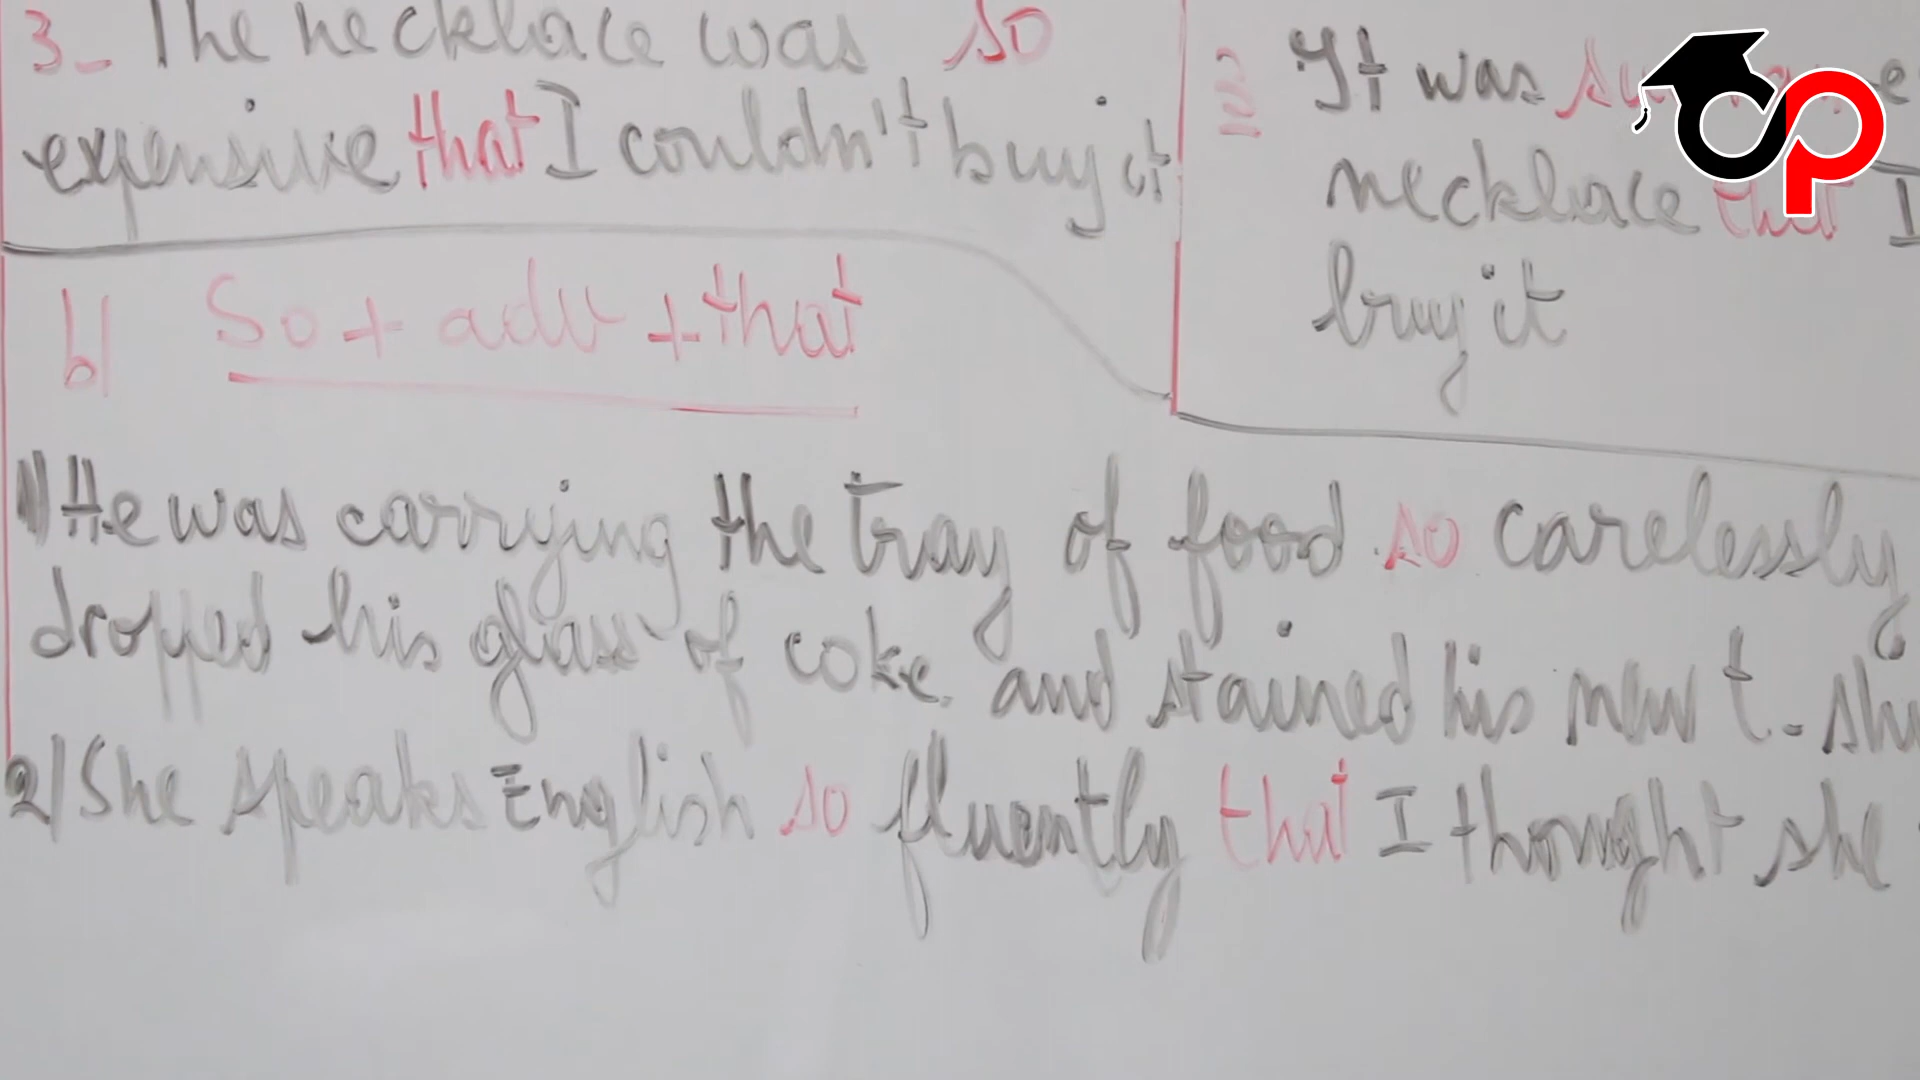 3- The necklace was so
expensive that I couldn't buy it
≡ It was
necklace that I
buy it
b/ So + adv + that
1) He was carrying the tray of food so carelessly
dropped his glass of coke and stained his new t-
2) She speaks English so fluently that I thought she